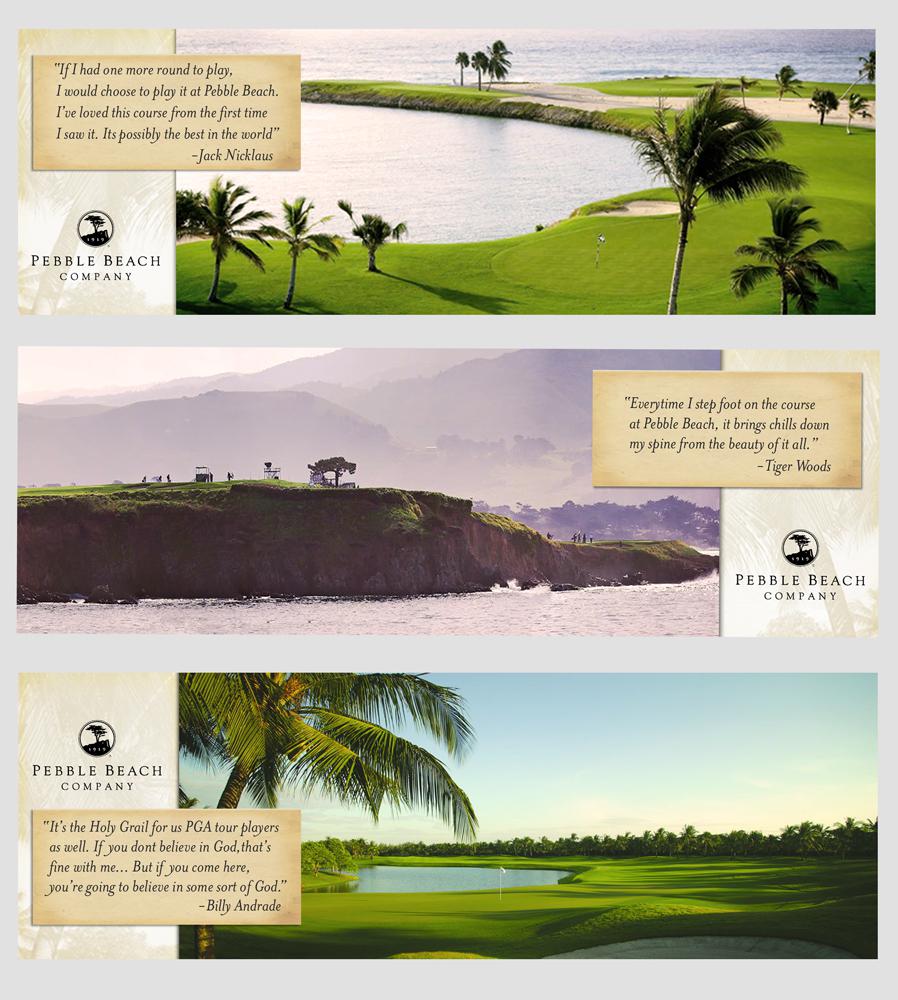 "If I had one more round to play,
I would choose to play it at Pebble Beach.
I've loved this course from the first time
I saw it. Its possibly the best in the world"
-Jack Nicklaus
1919
PEBBLE BEACH
COMPANY
"Everytime I step foot on the course
at Pebble Beach, it brings chills down
my spine from the beauty of it all."
-Tiger Woods
1919
PEBBLE BEACH
COMPANY
1919
PEBBLE BEACH
COMPANY
"It's the Holy Grail for us PGA tour players
as well. If you dont believe in God,that's
fine with me... But if you come here,
you're going to believe in some sort of God."
-Billy Andrade